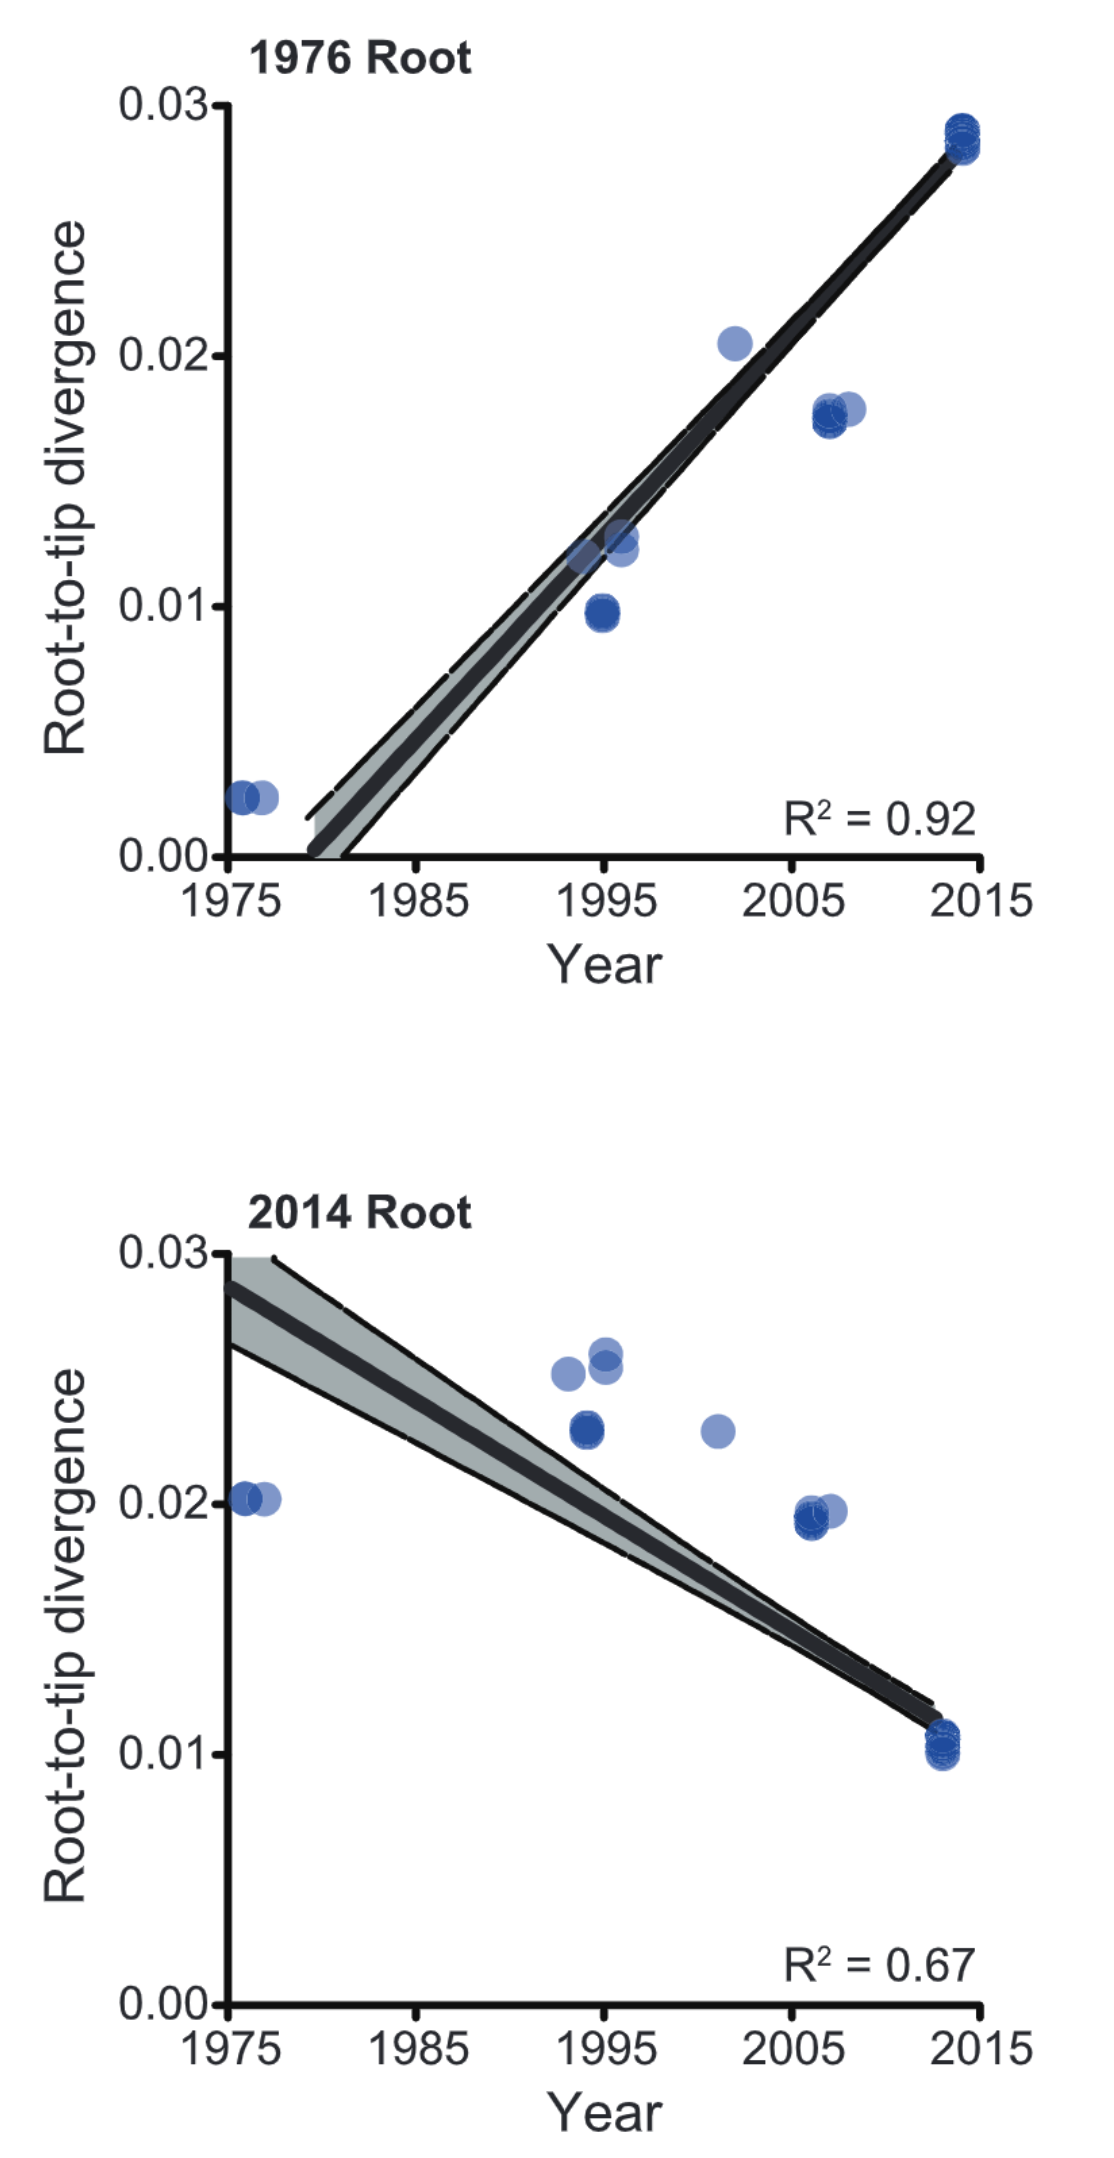 1976 Root
0.03
0.02
0.01
0.00
Root-to-tip divergence
R² = 0.92
1975 1985 1995 2005 2015
Year
2014 Root
0.03
0.02
0.01
0.00
Root-to-tip divergence
R² = 0.67
1975 1985 1995 2005 2015
Year